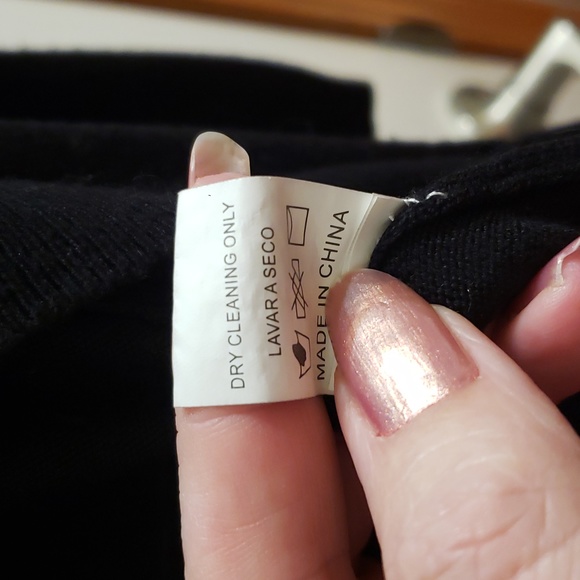 DRY CLEANING ONLY
LAVAR A SECO
MADE IN CHINA